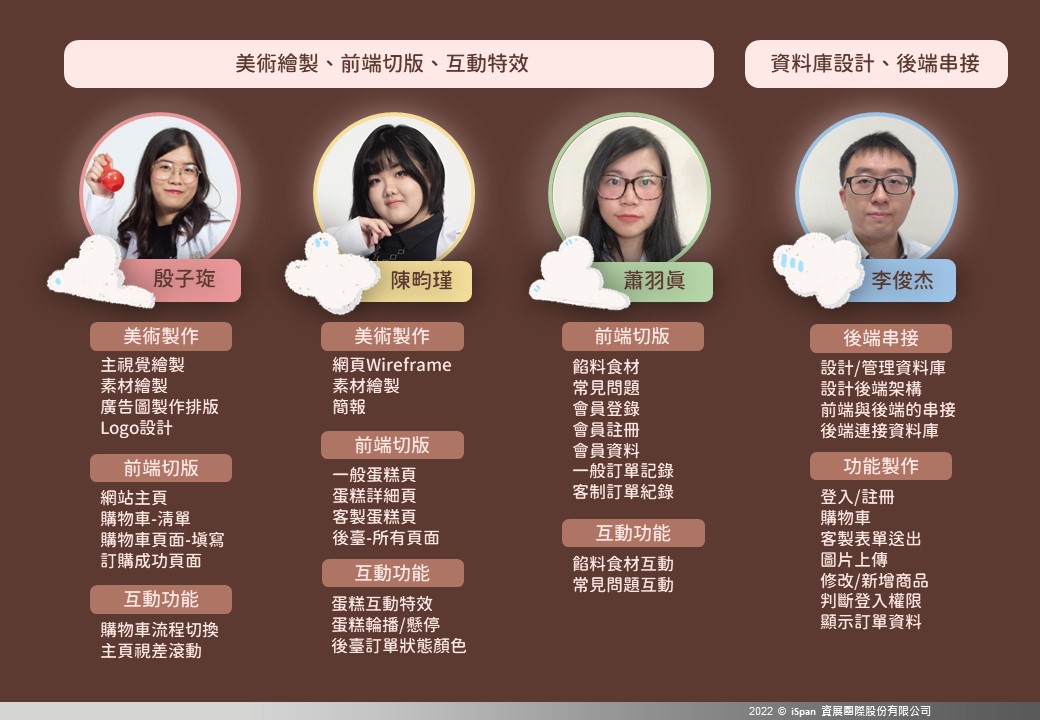 美術繪製、前端切版、互動特效
資料庫設計、後端串接
殷子琁
陳畇瑾
蕭羽眞
李俊杰
美術製作
主視覺繪製
素材繪製
廣告圖製作排版
Logo設計
前端切版
網站主頁
購物車-淸單
購物車頁面-塡寫
訂購成功頁面
互動功能
購物車流程切換
主頁視差滾動
美術製作
網頁Wireframe
素材繪製
簡報
前端切版
一般蛋糕頁
蛋糕詳細頁
客製蛋糕頁
後臺-所有頁面
互動功能
蛋糕互動特效
蛋糕輪播/懸停
後臺訂單狀態顏色
前端切版
餡料食材
常見問題
會員登錄
會員註冊
會員資料
一般訂單記錄
客制訂單紀錄
互動功能
餡料食材互動
常見問題互動
後端串接
設計/管理資料庫
設計後端架構
前端與後端的串接
後端連接資料庫
功能製作
登入/註冊
購物車
客製表單送出
圖片上傳
修改/新增商品
判斷登入權限
顯示訂單資料
2022 © iSpan 資展國際股份有限公司